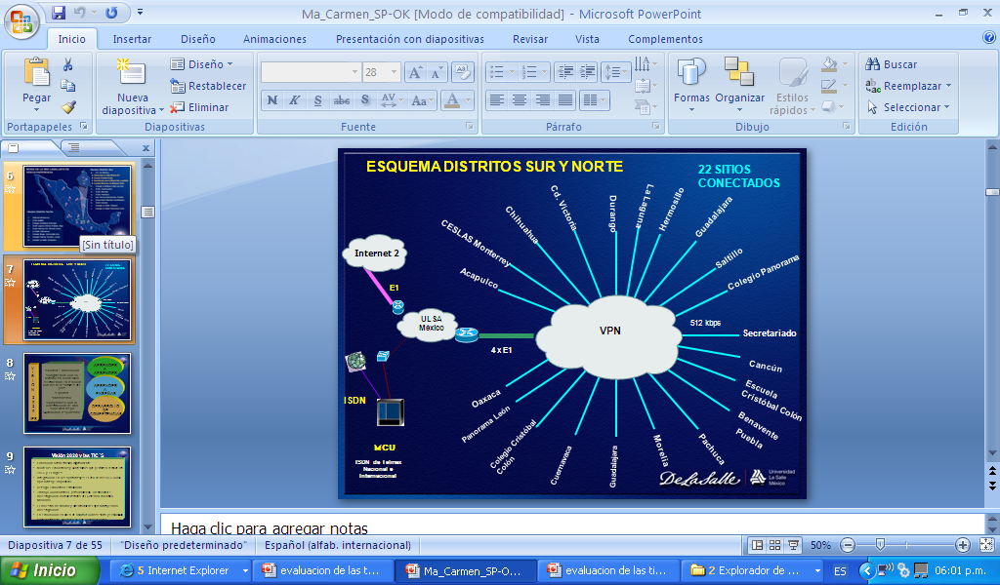 Ma_Carmen_SP-OK [Modo de compatibilidad] - Microsoft PowerPoint
Inicio Insertar Diseño Animaciones Presentación con diapositivas Revisar Vista Complementos
Pegar
Portapapeles
Nueva
diapositiva
Diseño
Restablecer
Eliminar
Diapositivas
28
N K S abc S AV Aa A
Fuente
Párrafo
Formas
Organizar
Estilos
rápidos
Dibujo
Buscar
Reemplazar
Seleccionar
Edición
6
[Sin título]
7
8
9
Visión 2020 y las TIC´S
ESQUEMA DISTRITOS SUR Y NORTE
22 SITIOS
CONECTADOS
Internet 2
E1
ULSA
México
4 x E1
ISDN
MCU
ISDN de Telmex
Nacional e
Internacional
VPN
512 kbps
Acapulco
CESLAS Monterrey
Chihuahua
Cd. Victoria
Durango
La Laguna
Hermosillo
Guadalajara
Saltillo
Colegio Panorama
Secretariado
Cancún
Escuela
Cristóbal Colón
Benavente
Puebla
Pachuca
Morelia
Guadalajara
Cuernavaca
Colegio Cristóbal
Colón
Panorama León
Oaxaca
De La Salle
Universidad
La Salle
México
Haga clic para agregar notas
Diapositiva 7 de 55
"Diseño predeterminado"
Español (alfab. internacional)
50%
Inicio
5 Internet Explorer
evaluacion de las t...
Ma_Carmen_SP-O...
evaluacion de las ti...
2 Explorador de ...
ES
06:01 p.m.